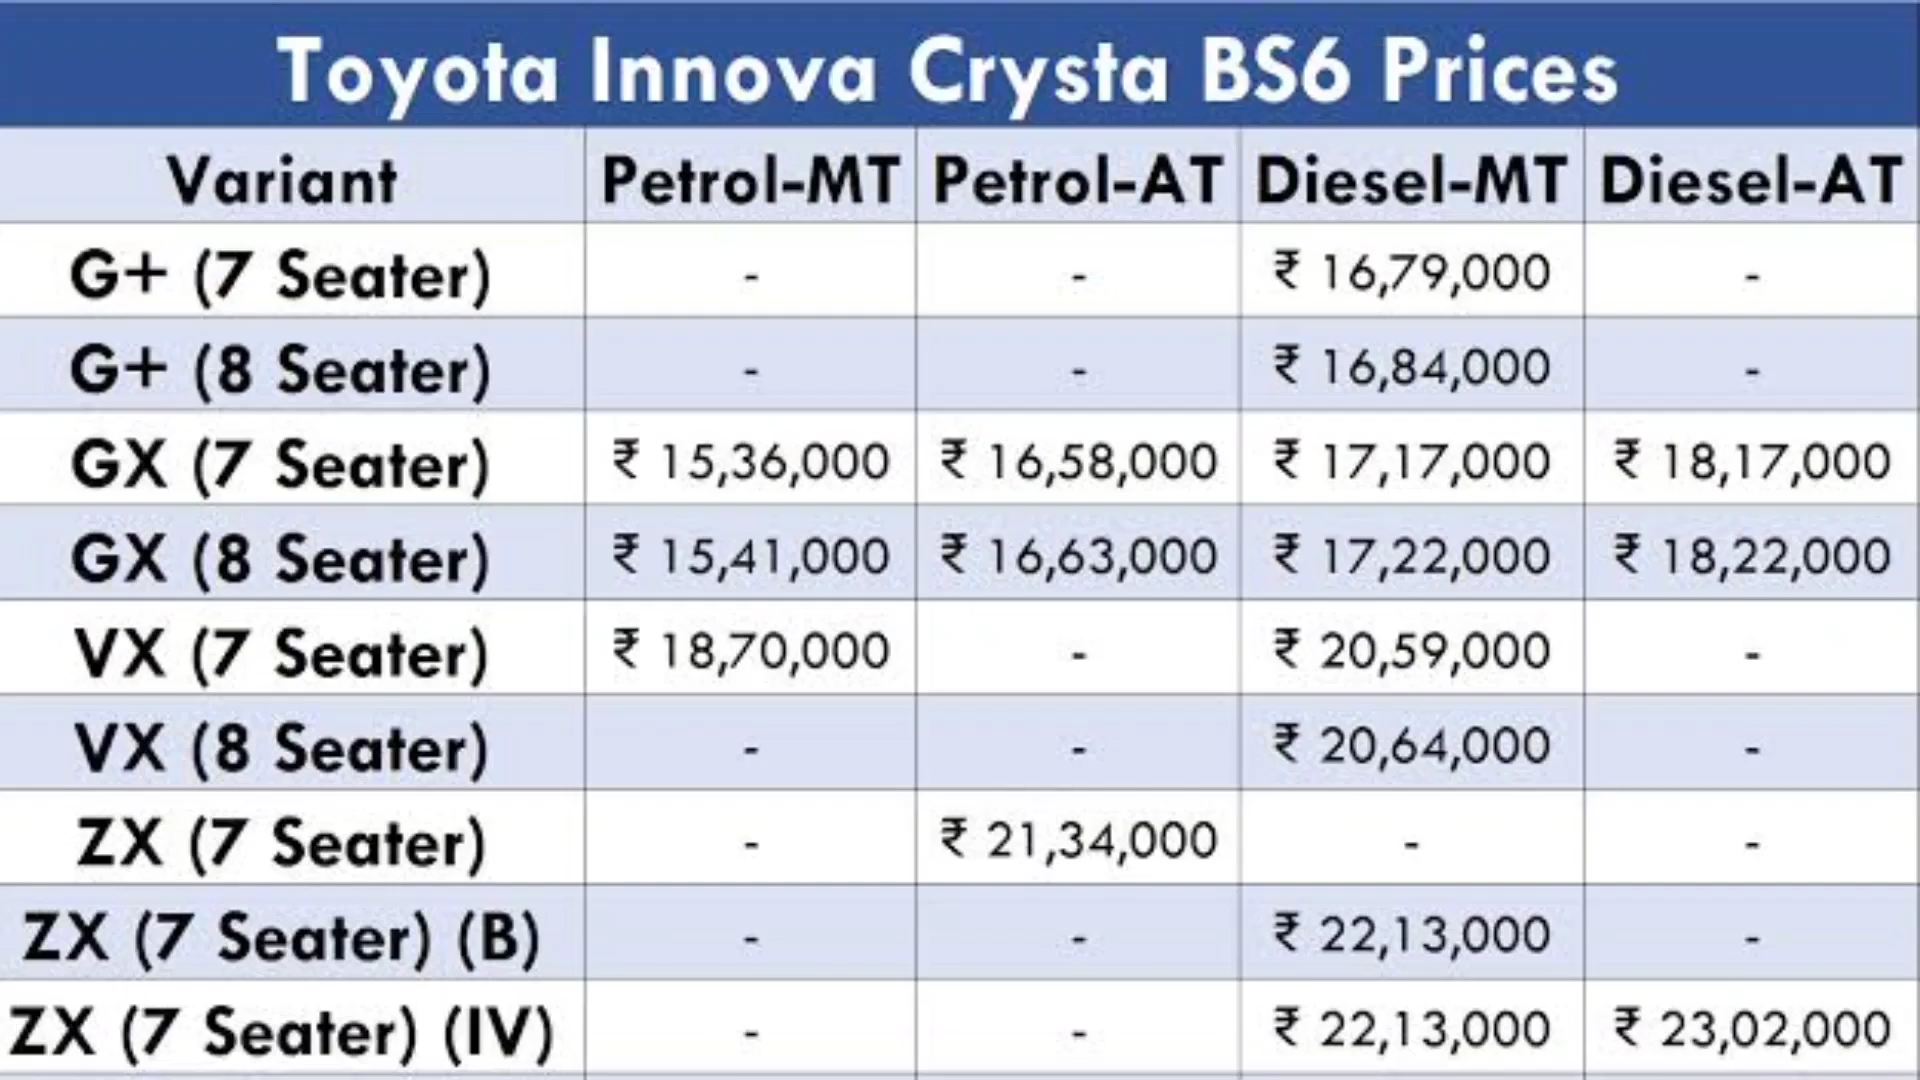 Toyota Innova Crysta BS6 Prices
Variant Petrol-MT Petrol-AT Diesel-MT Diesel-AT
G+ (7 Seater) - - ₹ 16,79,000 -
G+ (8 Seater) - - ₹ 16,84,000 -
GX (7 Seater) ₹ 15,36,000 ₹ 16,58,000 ₹ 17,17,000 ₹ 18,17,000
GX (8 Seater) ₹ 15,41,000 ₹ 16,63,000 ₹ 17,22,000 ₹ 18,22,000
VX (7 Seater) ₹ 18,70,000 - ₹ 20,59,000 -
VX (8 Seater) - - ₹ 20,64,000 -
ZX (7 Seater) - ₹ 21,34,000 - -
ZX (7 Seater) (B) - - ₹ 22,13,000 -
ZX (7 Seater) (IV) - - ₹ 22,13,000 ₹ 23,02,000